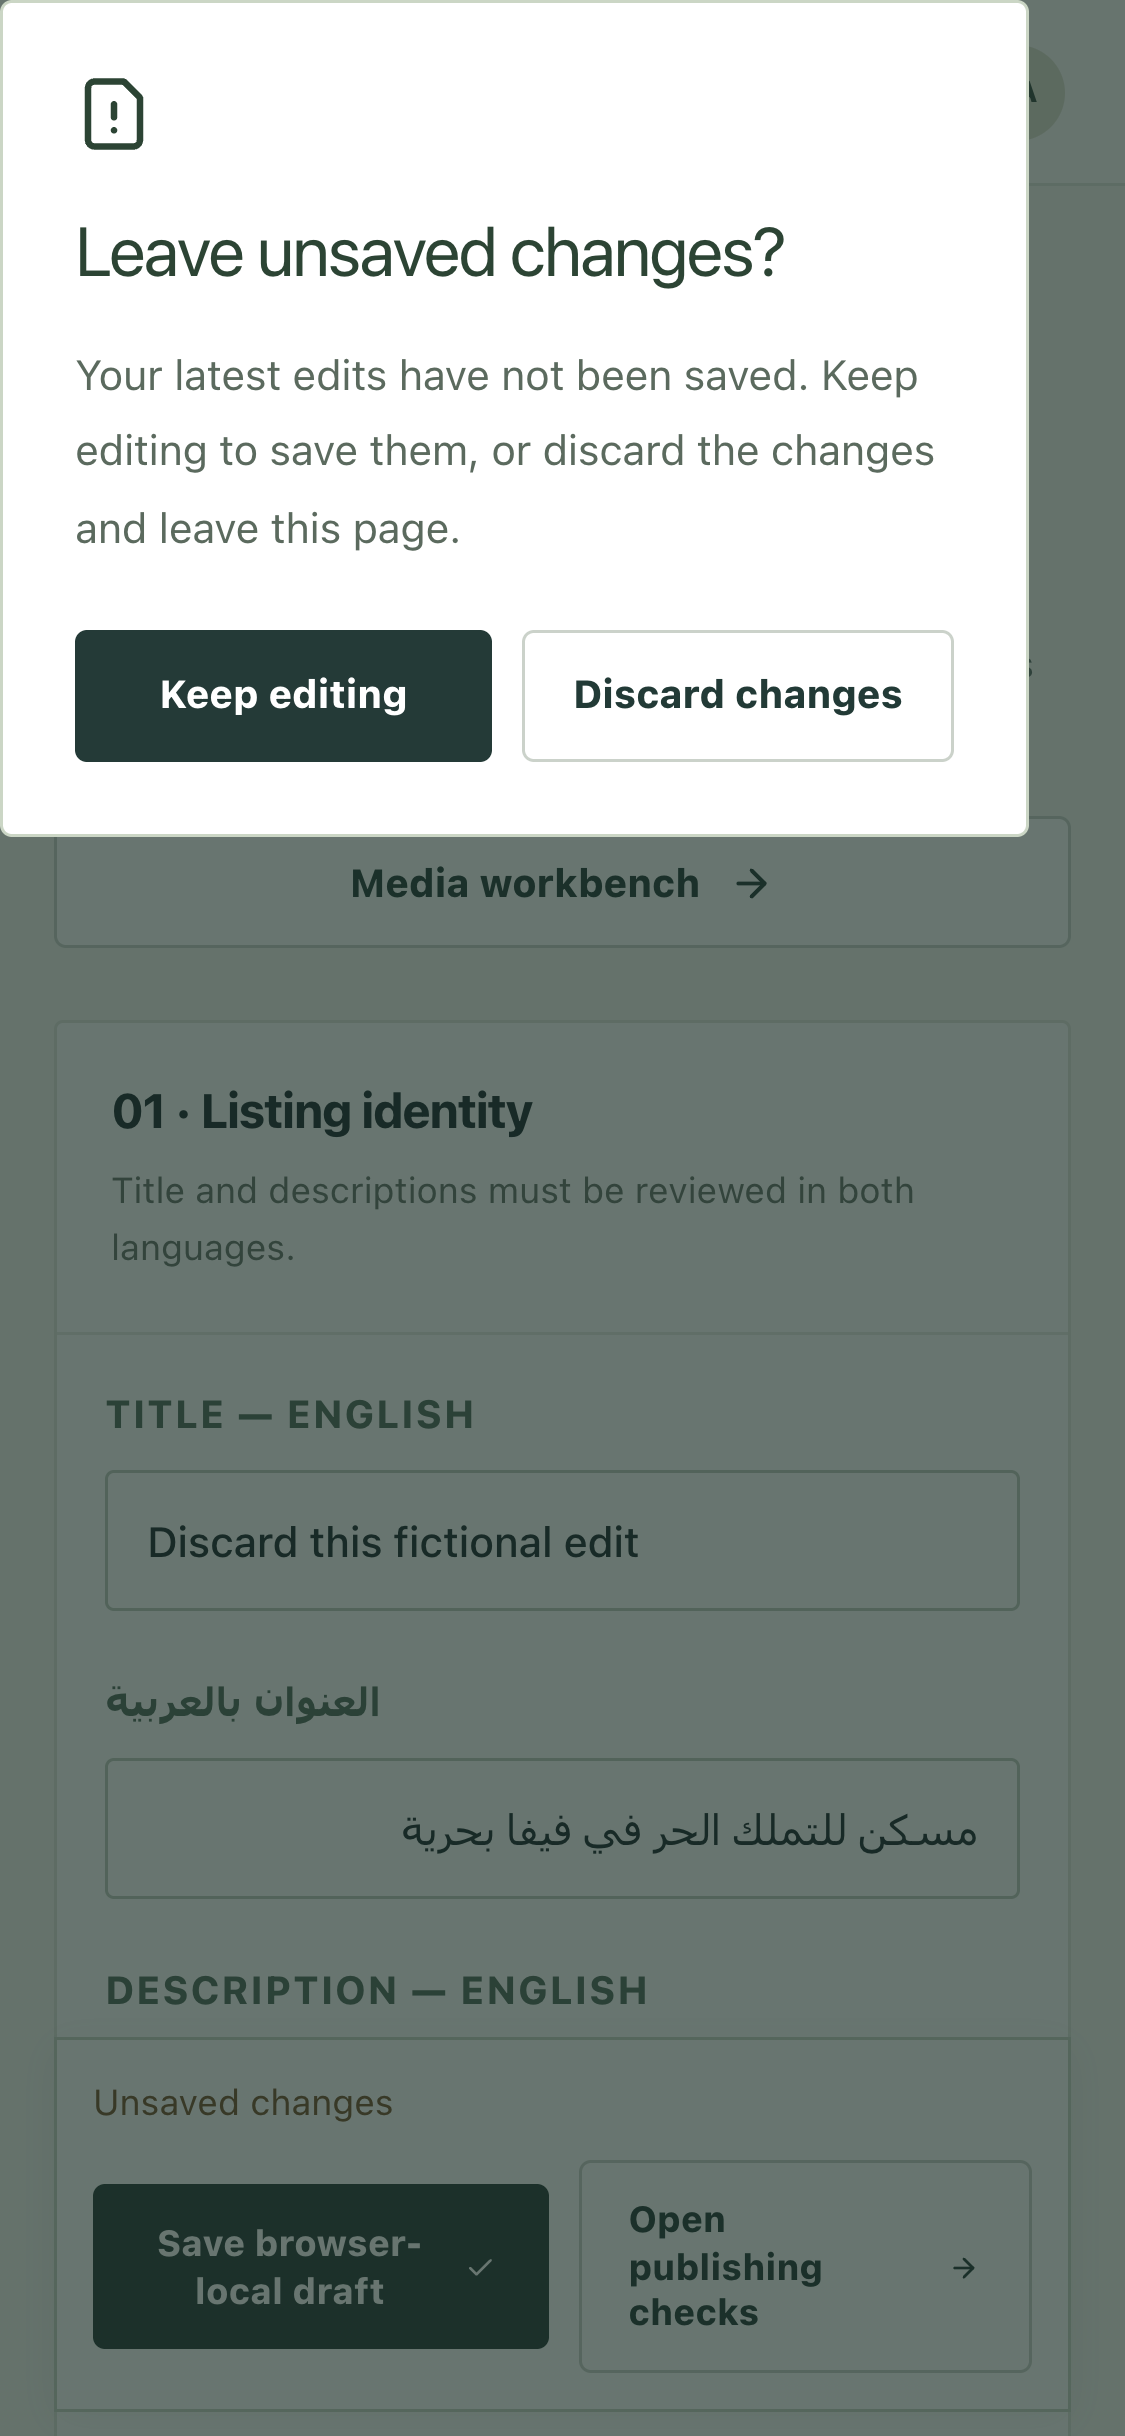 Leave unsaved changes?
Your latest edits have not been saved. Keep
editing to save them, or discard the changes
and leave this page.
Keep editing
Discard changes
Media workbench
01 · Listing identity
Title and descriptions must be reviewed in both
languages.
TITLE — ENGLISH
Discard this fictional edit
العنوان بالعربية
مسكن للتملك الحر في فيفا بحرية
DESCRIPTION — ENGLISH
Unsaved changes
Save browser-
local draft
Open
publishing
checks